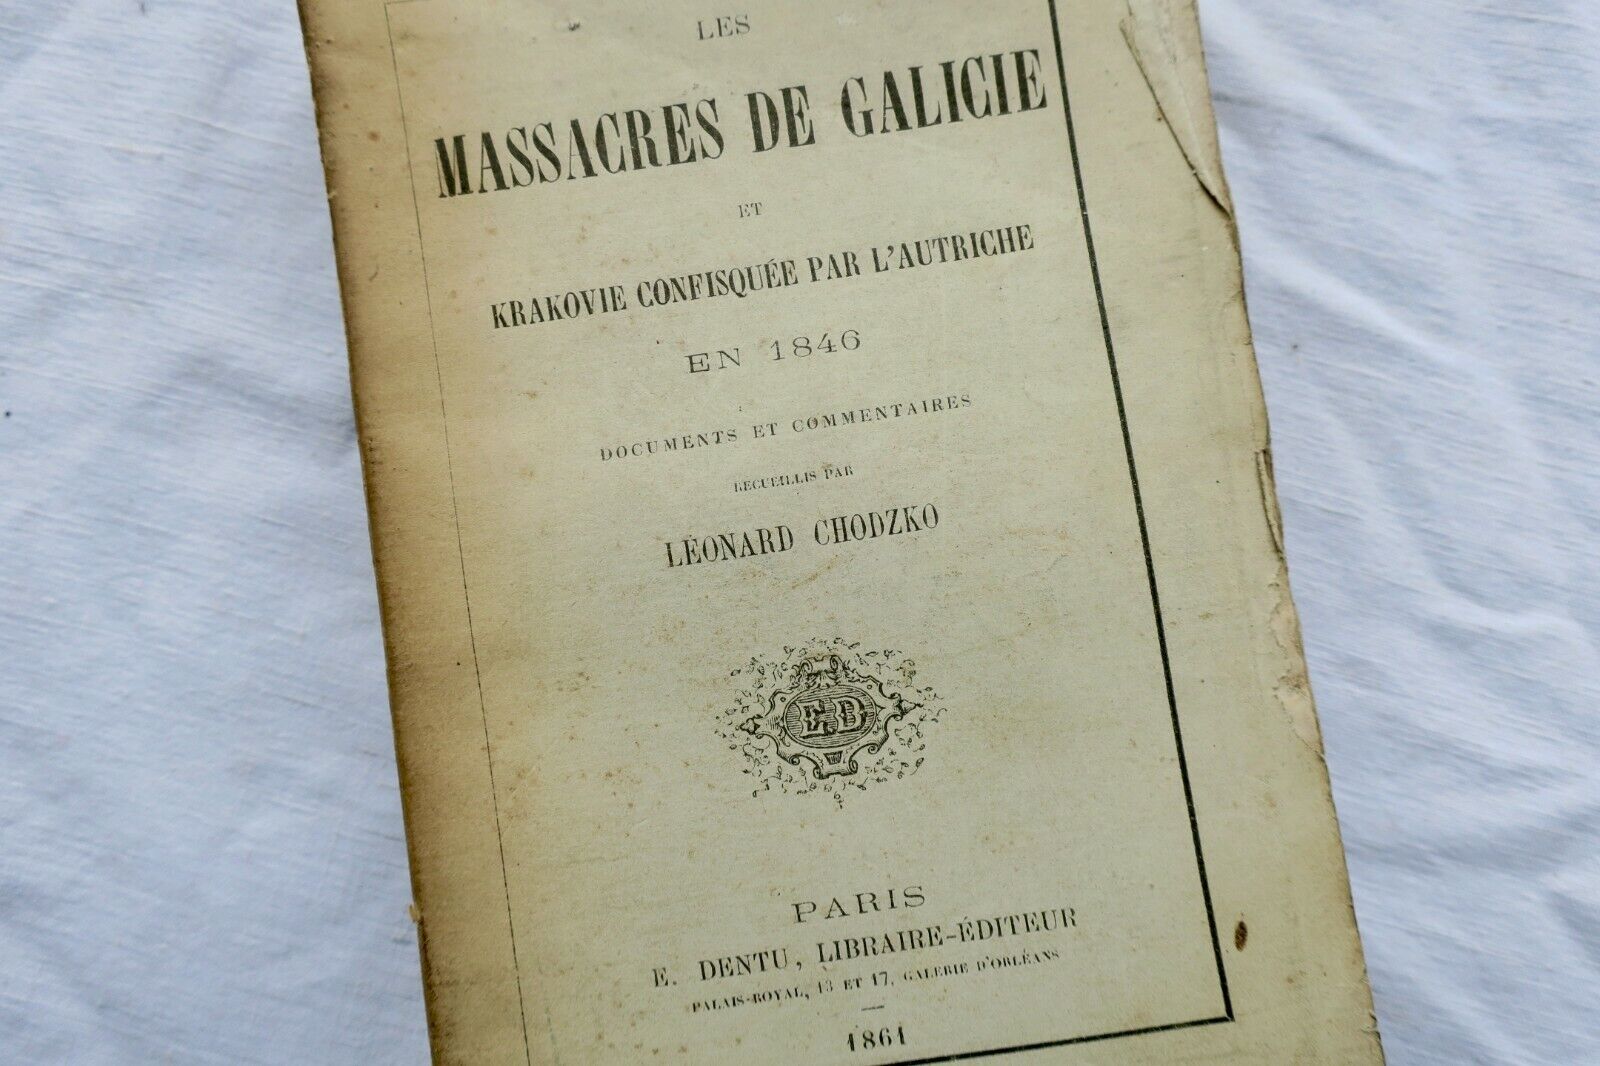 LES
MASSACRES DE GALICIE
ET
KRAKOVIE CONFISQUÉE PAR L'AUTRICHE
EN 1846
DOCUMENTS ET COMMENTAIRES
RECUEILLIS PAR
LÉONARD CHODZKO
E.D
PARIS
E. DENTU, LIBRAIRE-ÉDITEUR
PALAIS-ROYAL, 13 ET 17, GALERIE D'ORLÉANS
1861